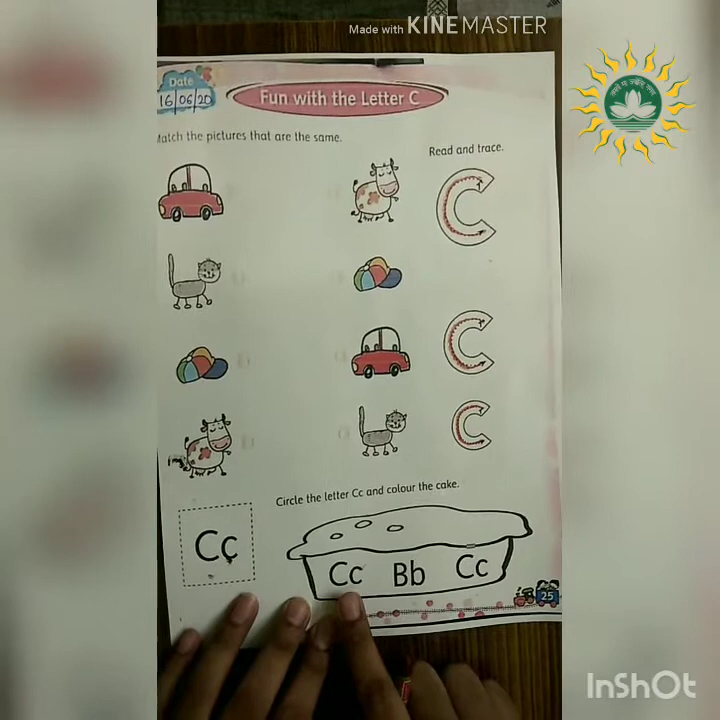 Made with KINEMASTER
Date
16/06/20
Fun with the Letter C
Match the pictures that are the same.
Read and trace.
C
C
C
Circle the letter Cc and colour the cake.
Cc
Cc Bb Cc
25
InShOt